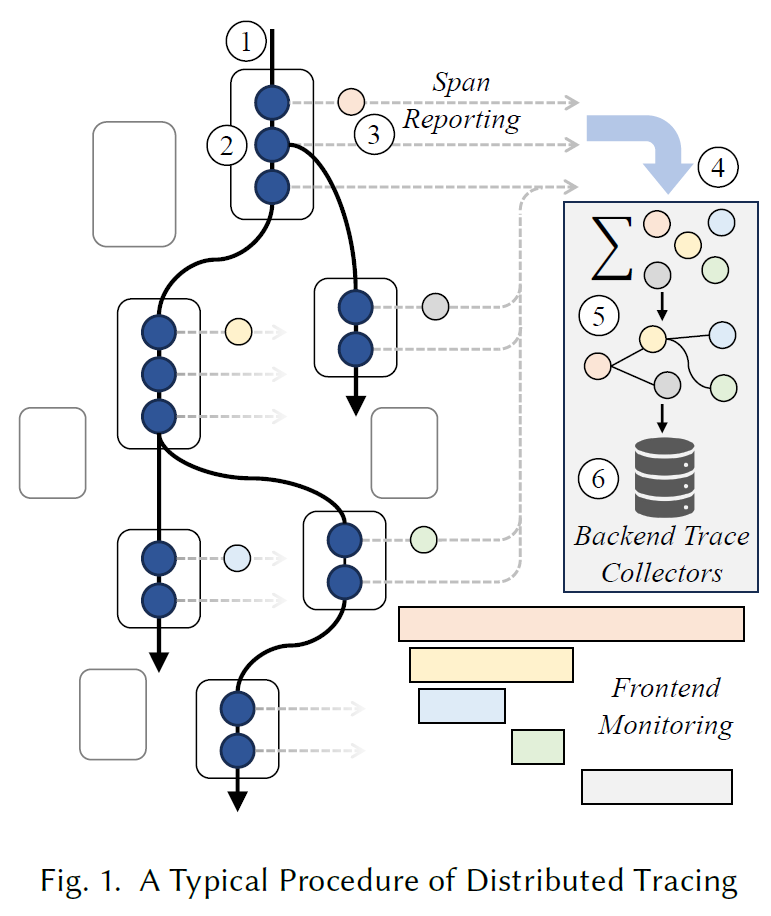 ①
Span
②
Reporting
③
④
∑
⑤
⑥
Backend Trace
Collectors
Frontend
Monitoring
Fig. 1. A Typical Procedure of Distributed Tracing